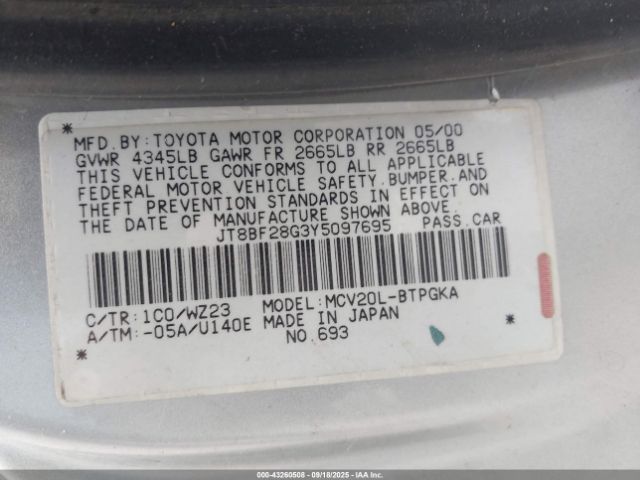 MFD.BY:TOYOTA MOTOR CORPORATION 05/00
GVWR 4345LB GAWR FR 2665LB RR 2665LB
THIS VEHICLE CONFORMS TO ALL APPLICABLE
FEDERAL MOTOR VEHICLE SAFETY.BUMPER.AND
THEFT PREVENTION STANDARDS IN EFFECT ON
THE DATE OF MANUFACTURE SHOWN ABOVE.
JT8BF28G3Y5097695 PASS.CAR
C/TR:1C0/WZ23 MODEL:MCV20L-BTPGKA
A/TM:-05A/U140E MADE IN JAPAN
NO.693
000-43260508 - 09/18/2025 - IAAI.COM